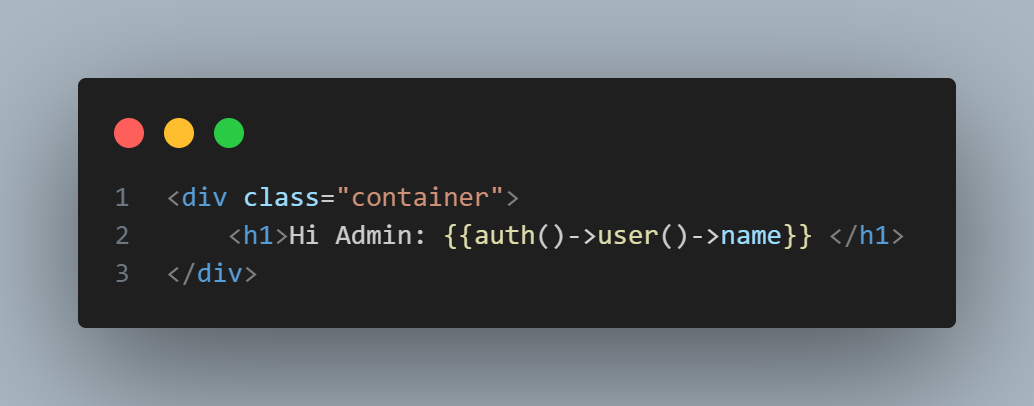 1 <div class="container">
2     <h1>Hi Admin: {{auth()->user()->name}} </h1>
3 </div>